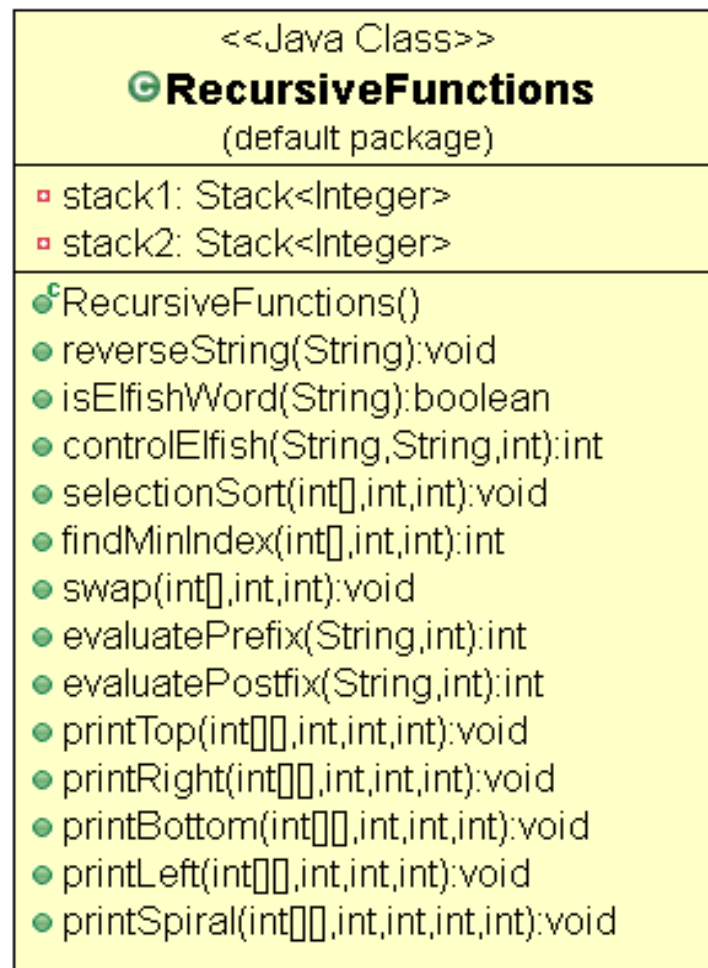 <<Java Class>>
C RecursiveFunctions
(default package)
stack1: Stack<Integer>
stack2: Stack<Integer>
c RecursiveFunctions()
reverseString(String):void
isElfishWord(String):boolean
controlElfish(String,String,int):int
selectionSort(int[],int,int):void
findMinIndex(int[],int,int):int
swap(int[],int,int):void
evaluatePrefix(String,int):int
evaluatePostfix(String,int):int
printTop(int[][],int,int,int):void
printRight(int[][],int,int,int):void
printBottom(int[][],int,int,int):void
printLeft(int[][],int,int,int):void
printSpiral(int[][],int,int,int,int):void